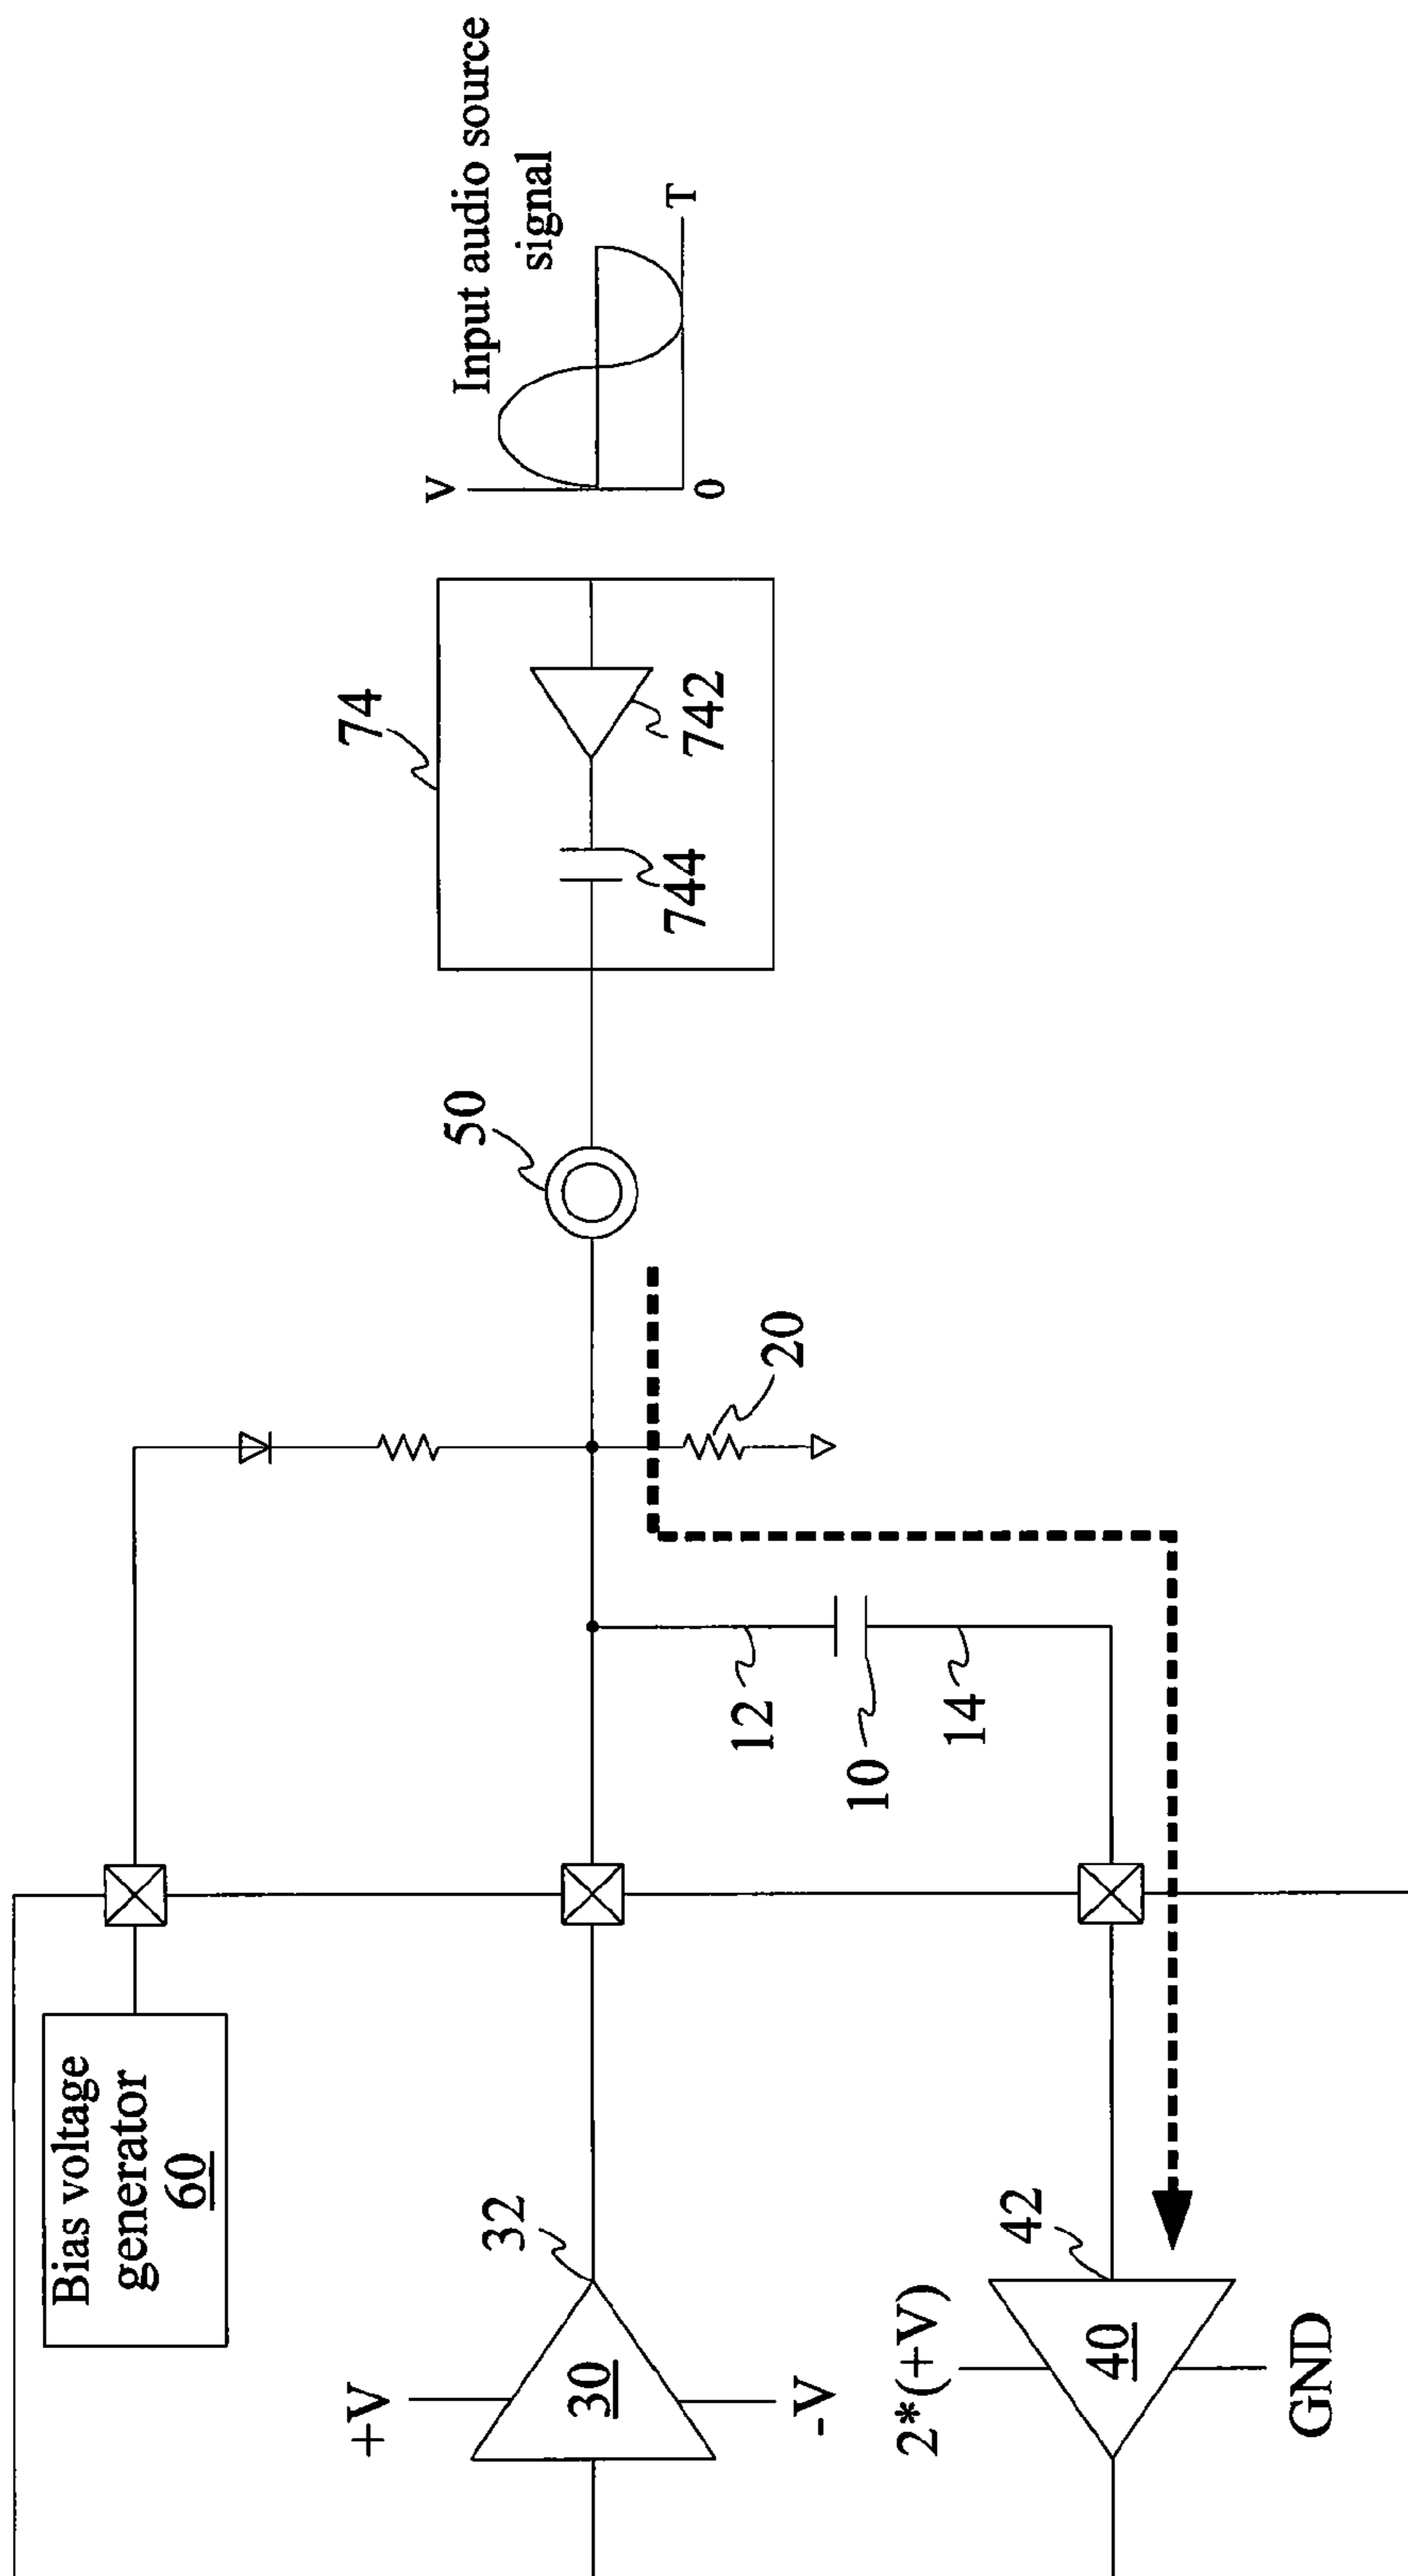 Input audio source
signal
V
T
0
74
742
744
50
20
12
10
14
Bias voltage
generator
60
32
+V
30
-V
42
2*(+V)
40
GND